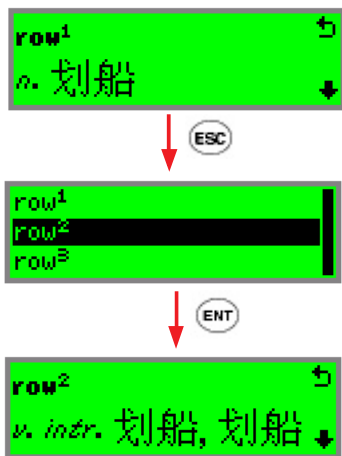 row¹
n. 划船
ESC
row¹
row²
row³
ENT
row²
v. intr. 划船, 划船